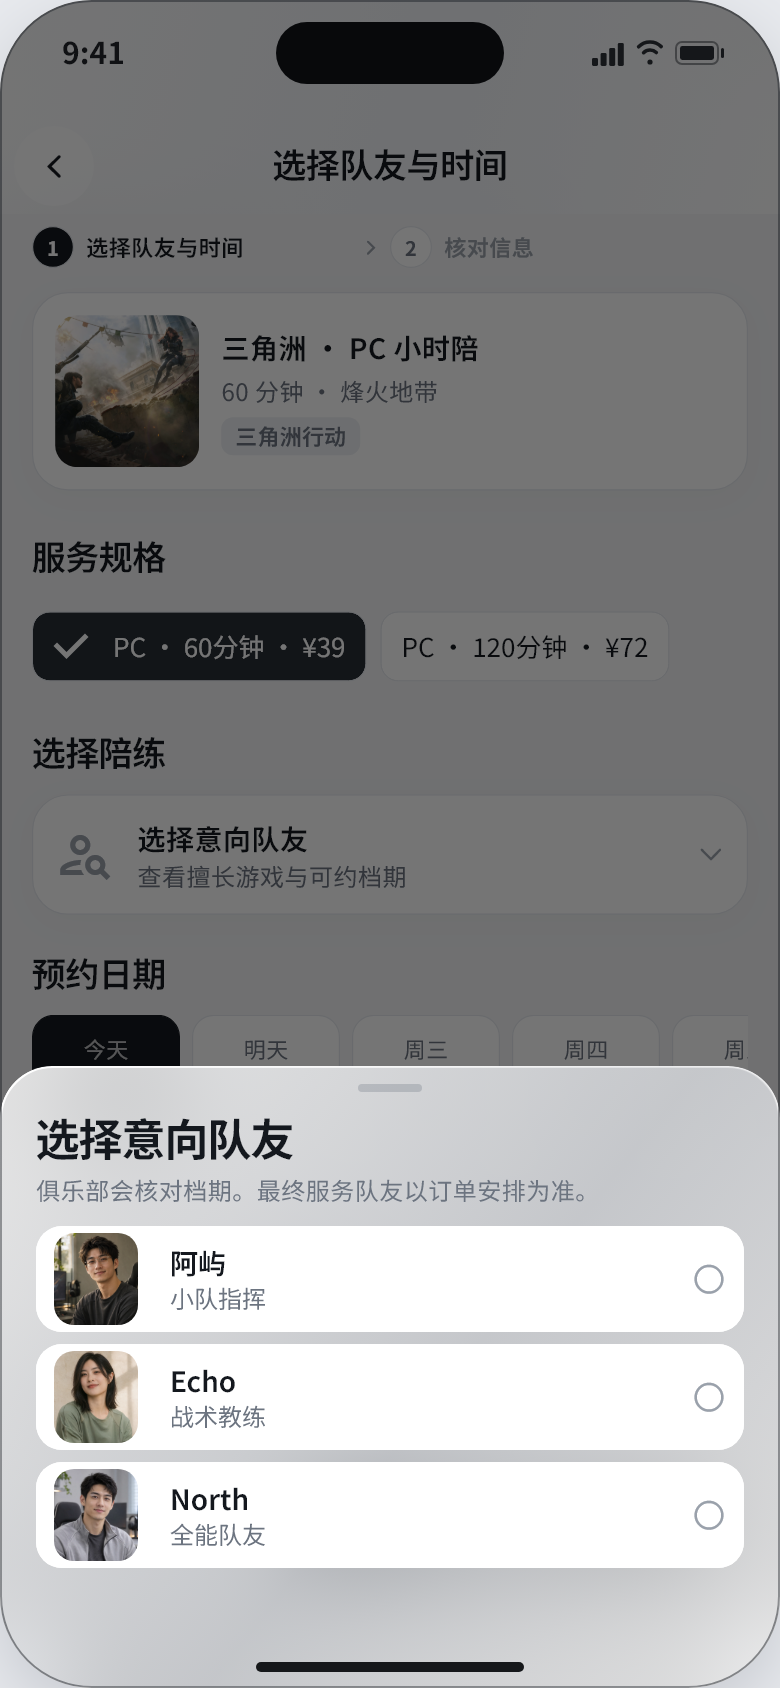 9:41
选择队友与时间
1 选择队友与时间 2 核对信息
三角洲 · PC 小时陪
60 分钟 · 烽火地带
三角洲行动
服务规格
PC · 60分钟 · ¥39 PC · 120分钟 · ¥72
选择陪练
选择意向队友
查看擅长游戏与可约档期
预约日期
今天 明天 周三 周四 周
选择意向队友
俱乐部会核对档期。最终服务队友以订单安排为准。
阿屿
小队指挥
Echo
战术教练
North
全能队友